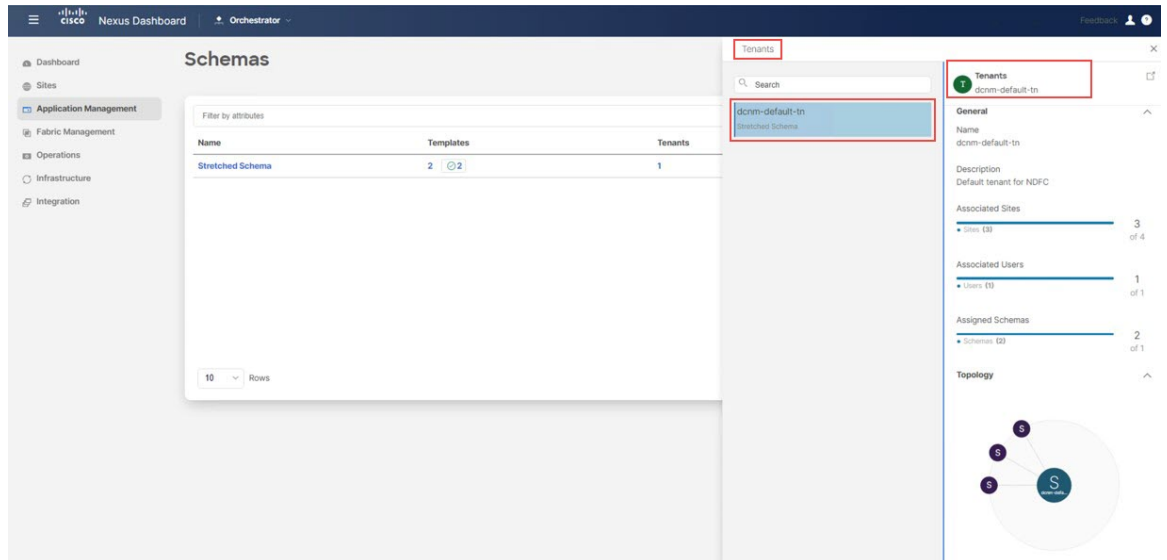 cisco Nexus Dashboard Orchestrator Feedback
Dashboard
Sites
Application Management
Fabric Management
Operations
Infrastructure
Integration
Schemas
Filter by attributes
Name Templates Tenants
Stretched Schema 2 2 1
10 Rows
Tenants
Search
dcnm-default-tn
Stretched Schema
T
Tenants
dcnm-default-tn
General
Name
dcnm-default-tn
Description
Default tenant for NDFC
Associated Sites
Sites (3)
3
of 4
Associated Users
Users (1)
1
of 1
Assigned Schemas
Schemas (2)
2
of 1
Topology
S
S
S
S